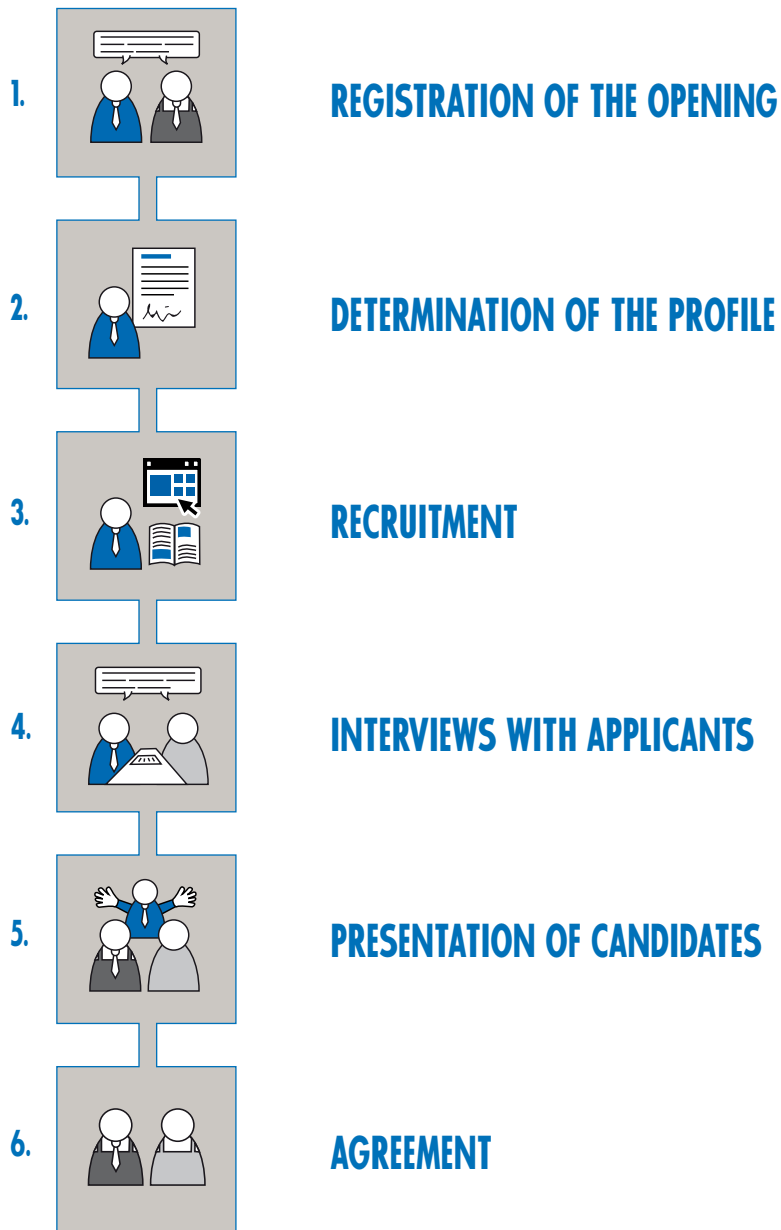 1. REGISTRATION OF THE OPENING
2. DETERMINATION OF THE PROFILE
3. RECRUITMENT
4. INTERVIEWS WITH APPLICANTS
5. PRESENTATION OF CANDIDATES
6. AGREEMENT